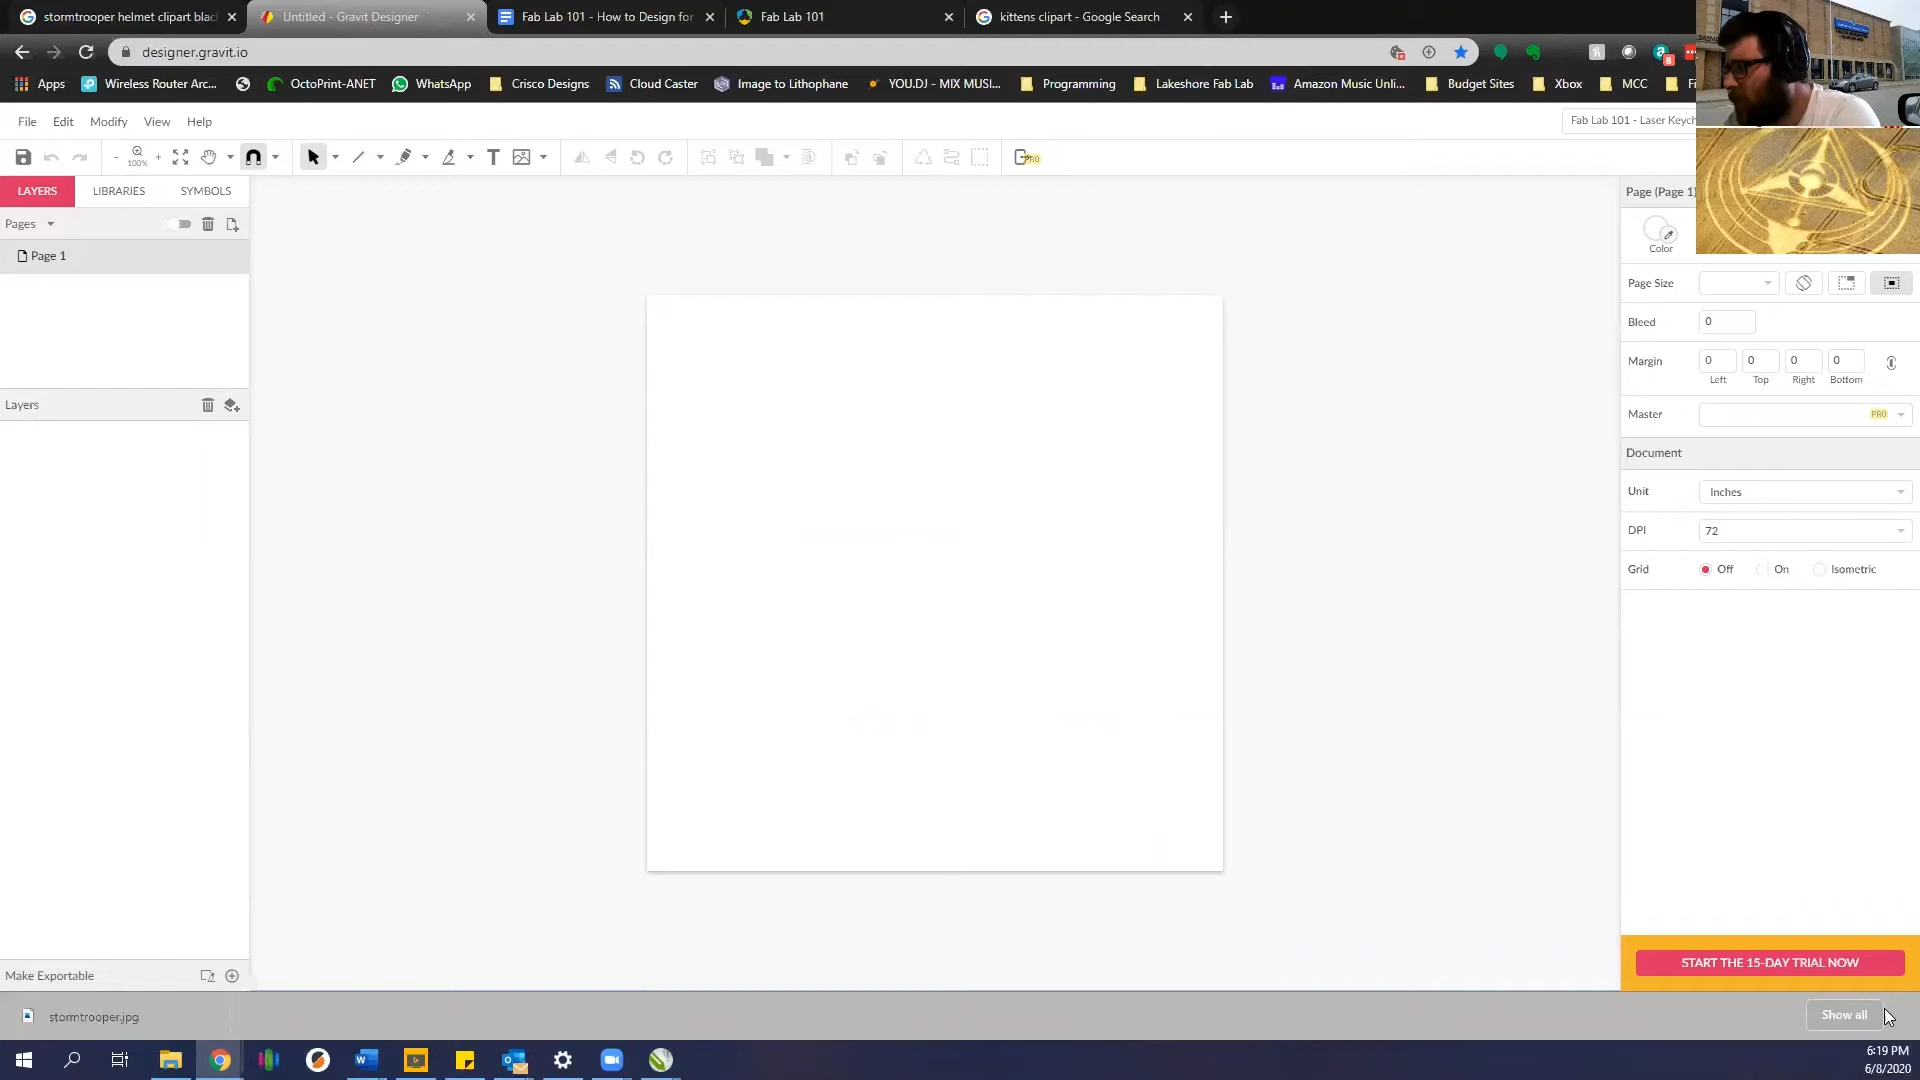 stormtrooper helmet clipart blac
Untitled - Gravit Designer
Fab Lab 101 - How to Design for
Fab Lab 101
kittens clipart - Google Search
designer.gravit.io
8
Apps
Wireless Router Arc...
OctoPrint-ANET
WhatsApp
Crisco Designs
Cloud Caster
Image to Lithophane
YOU.DJ - MIX MUSI...
Programming
Lakeshore Fab Lab
Amazon Music Unli...
Budget Sites
Xbox
MCC
File Edit Modify View Help
Fab Lab 101 - Laser Keych
- 100% +
PRO
LAYERS LIBRARIES SYMBOLS
Pages
Page 1
Layers
Make Exportable
Page (Page 1)
Color
Page Size
Bleed 0
Margin 0 0 0 0
Left Top Right Bottom
Master PRO
Document
Unit Inches
DPI 72
Grid Off On Isometric
START THE 15-DAY TRIAL NOW
stormtrooper.jpg
Show all
6:19 PM
6/8/2020